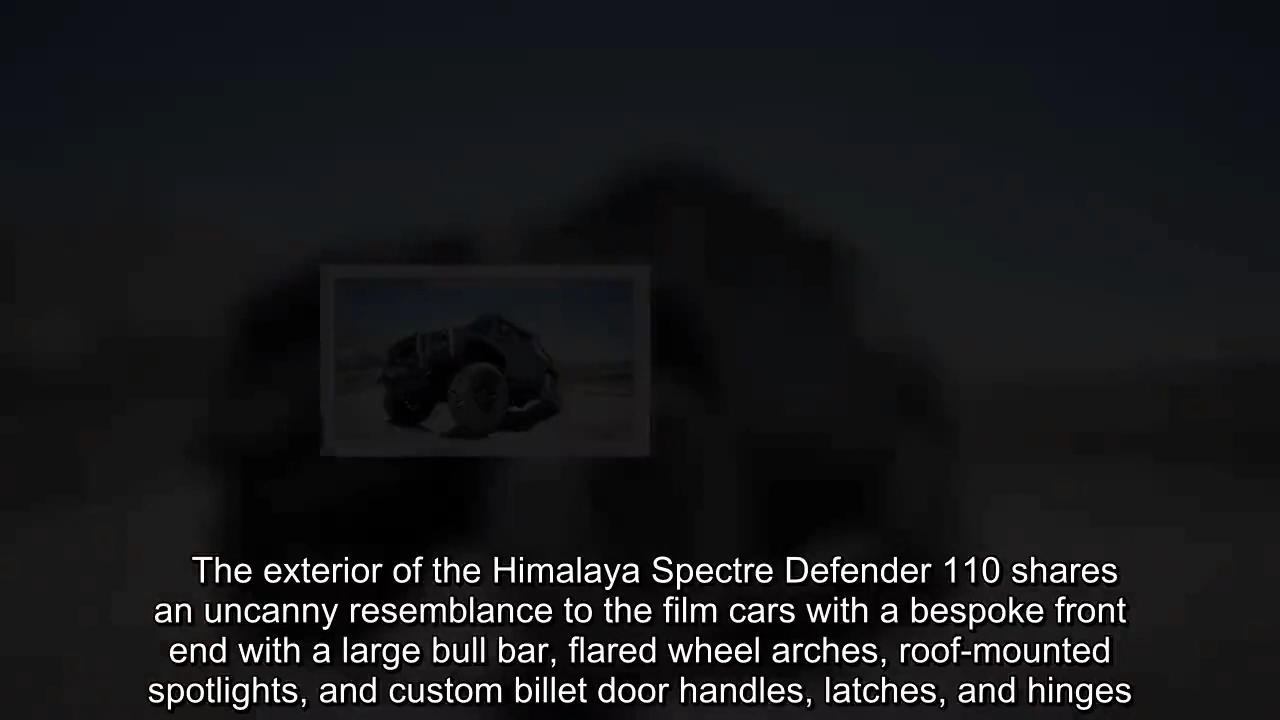 The exterior of the Himalaya Spectre Defender 110 shares
an uncanny resemblance to the film cars with a bespoke front
end with a large bull bar, flared wheel arches, roof-mounted
spotlights, and custom billet door handles, latches, and hinges